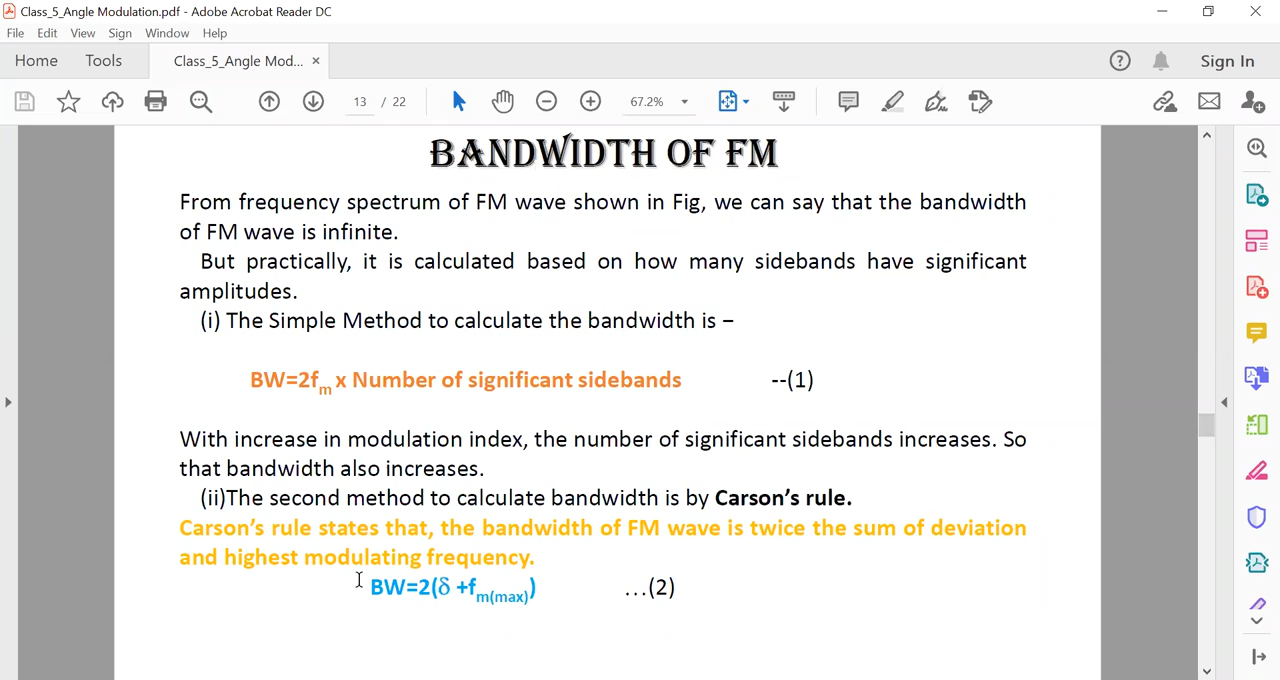 Class_5_Angle Modulation.pdf - Adobe Acrobat Reader DC
File Edit View Sign Window Help
Home Tools Class_5_Angle Mod... × Sign In
13 / 22 67.2%
BANDWIDTH OF FM
From frequency spectrum of FM wave shown in Fig, we can say that the bandwidth
of FM wave is infinite.
But practically, it is calculated based on how many sidebands have significant
amplitudes.
(i) The Simple Method to calculate the bandwidth is −
BW=2fm x Number of significant sidebands --(1)
With increase in modulation index, the number of significant sidebands increases. So
that bandwidth also increases.
(ii)The second method to calculate bandwidth is by Carson’s rule.
Carson’s rule states that, the bandwidth of FM wave is twice the sum of deviation
and highest modulating frequency.
BW=2(δ +fm(max)) ...(2)